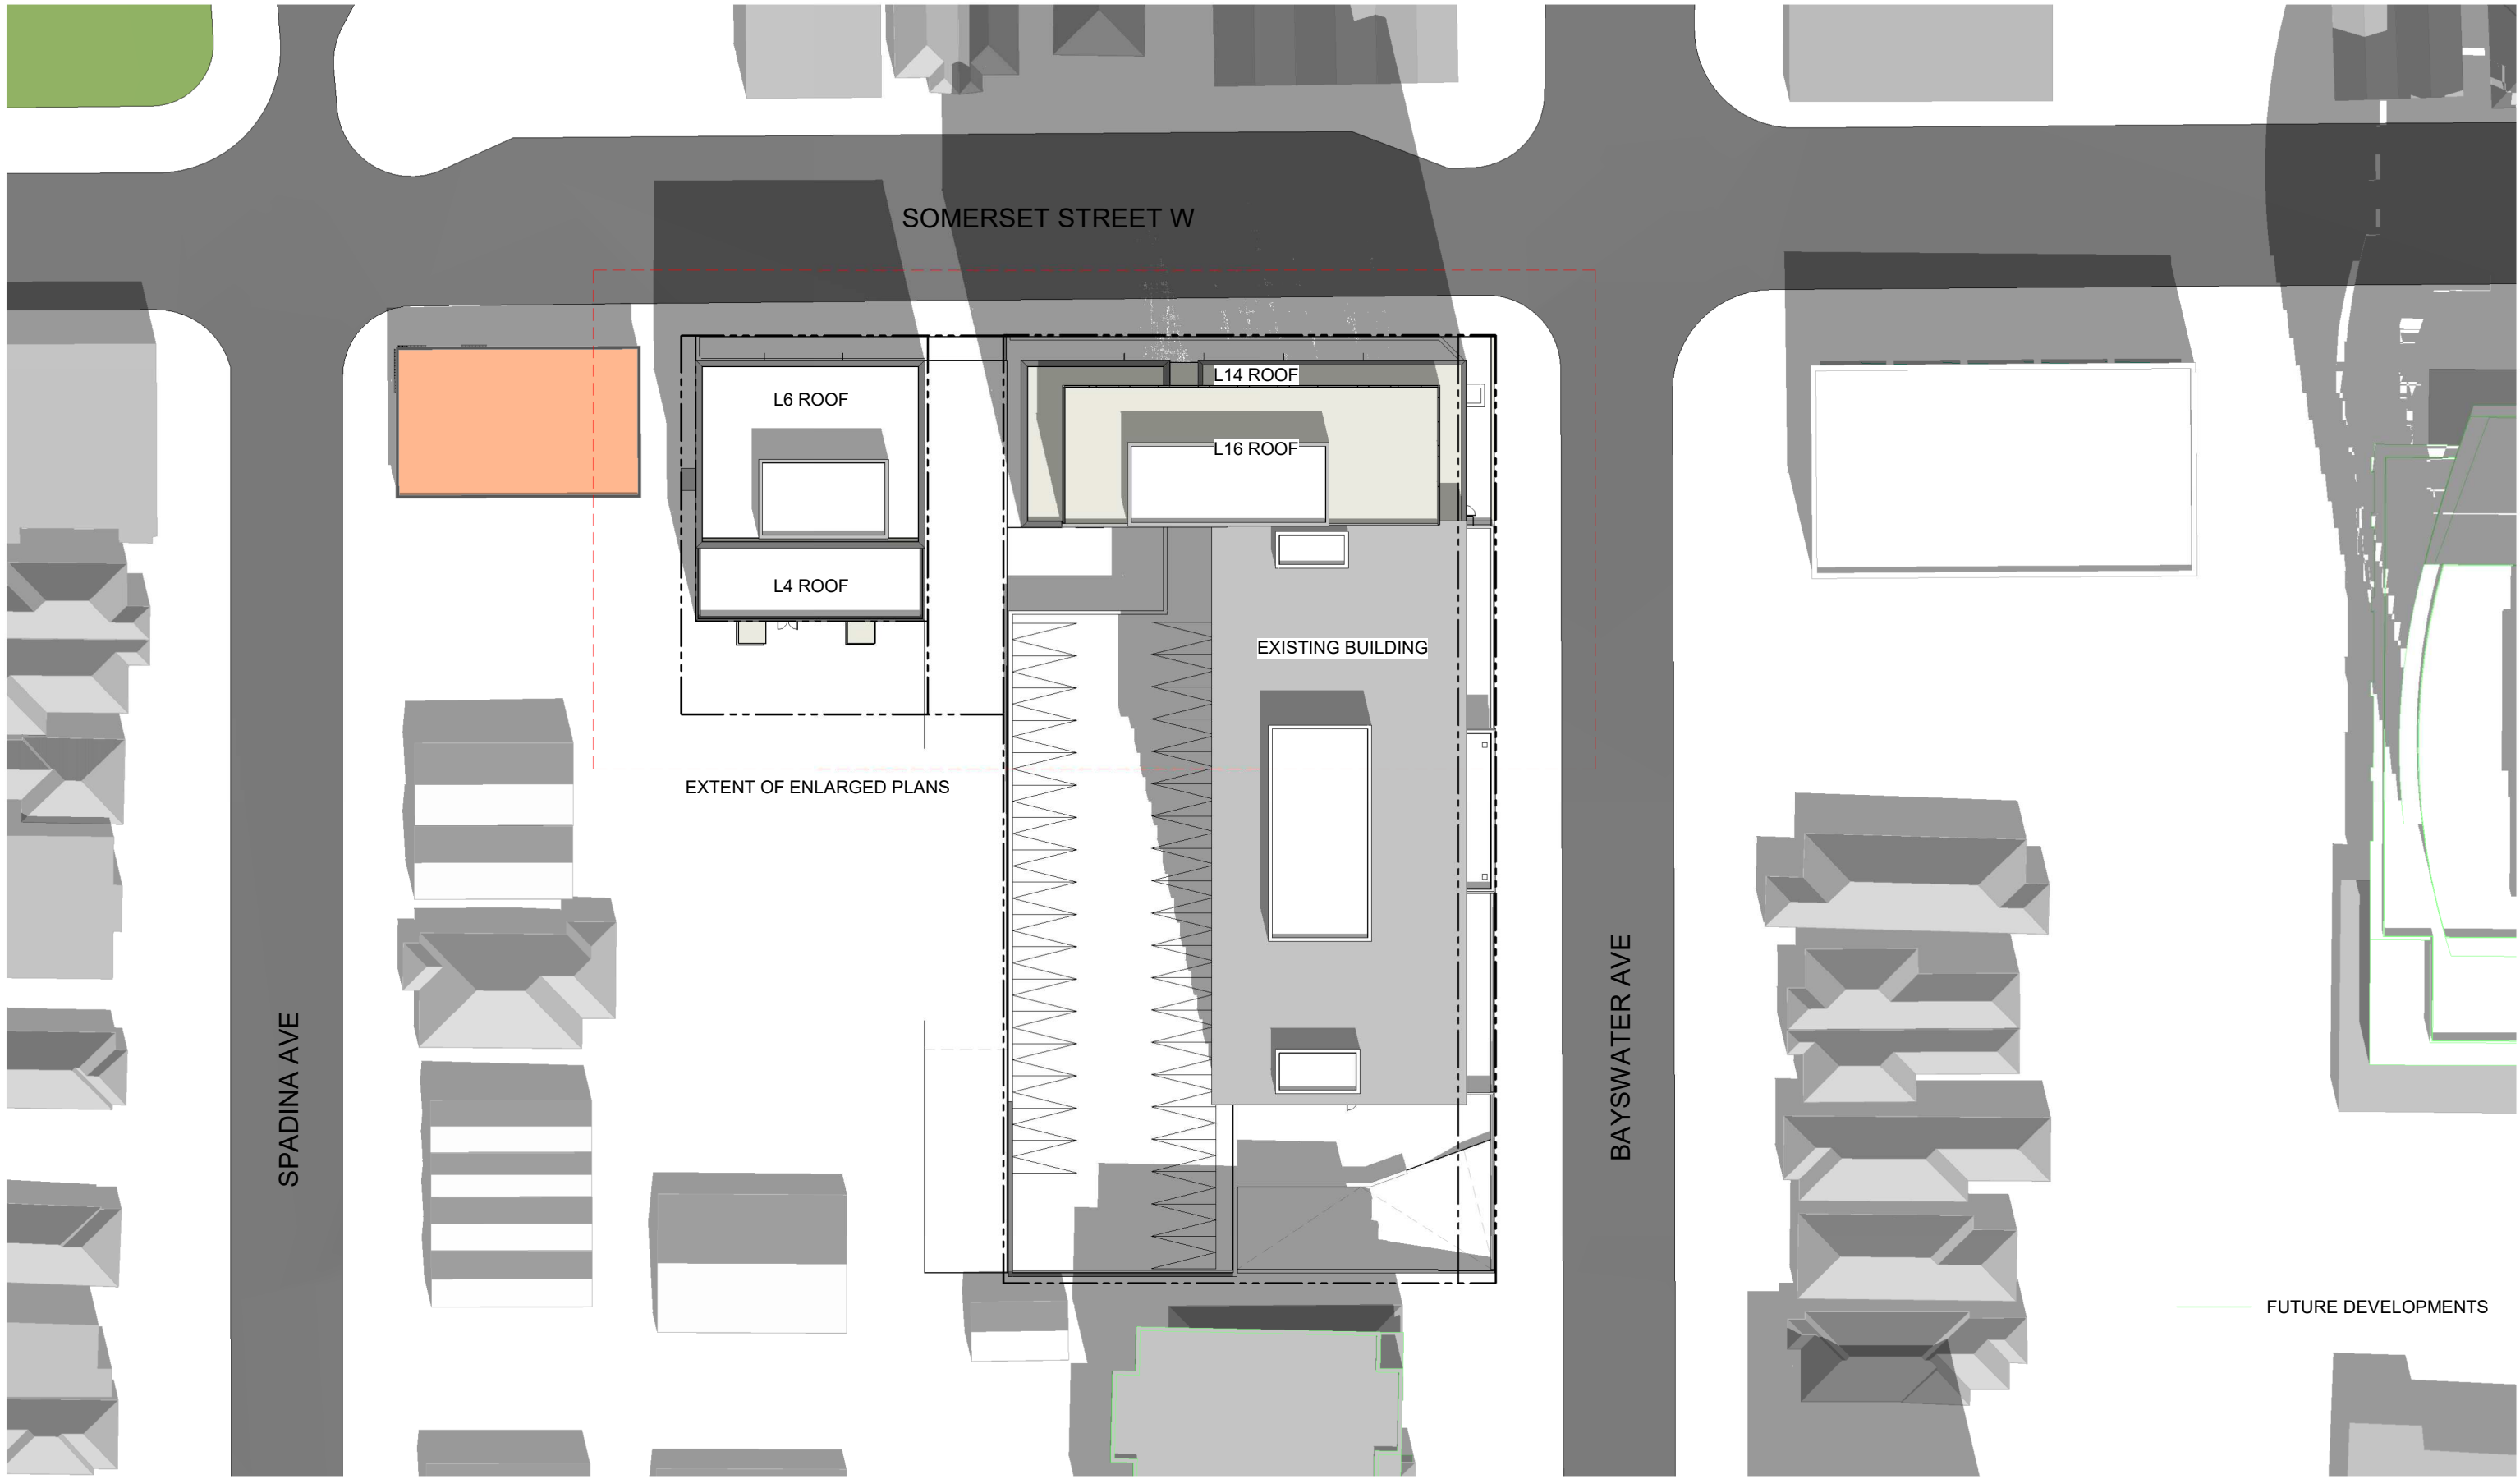 SOMERSET STREET W
L14 ROOF
L6 ROOF
L16 ROOF
L4 ROOF
EXISTING BUILDING
EXTENT OF ENLARGED PLANS
SPADINA AVE
BAYSWATER AVE
FUTURE DEVELOPMENTS